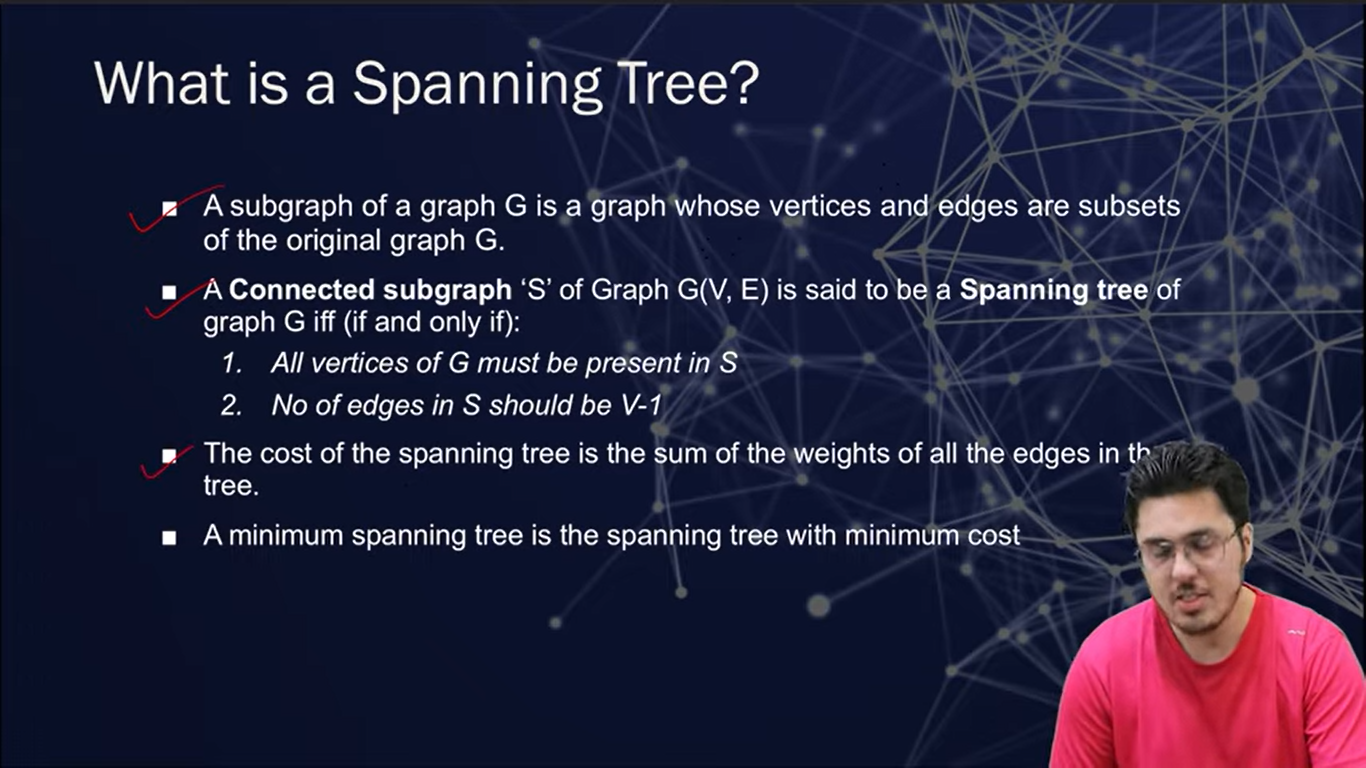 What is a Spanning Tree?
■ A subgraph of a graph G is a graph whose vertices and edges are subsets
of the original graph G.
■ A Connected subgraph ‘S’ of Graph G(V, E) is said to be a Spanning tree of
graph G iff (if and only if):
1. All vertices of G must be present in S
2. No of edges in S should be V-1
■ The cost of the spanning tree is the sum of the weights of all the edges in th
tree.
■ A minimum spanning tree is the spanning tree with minimum cost